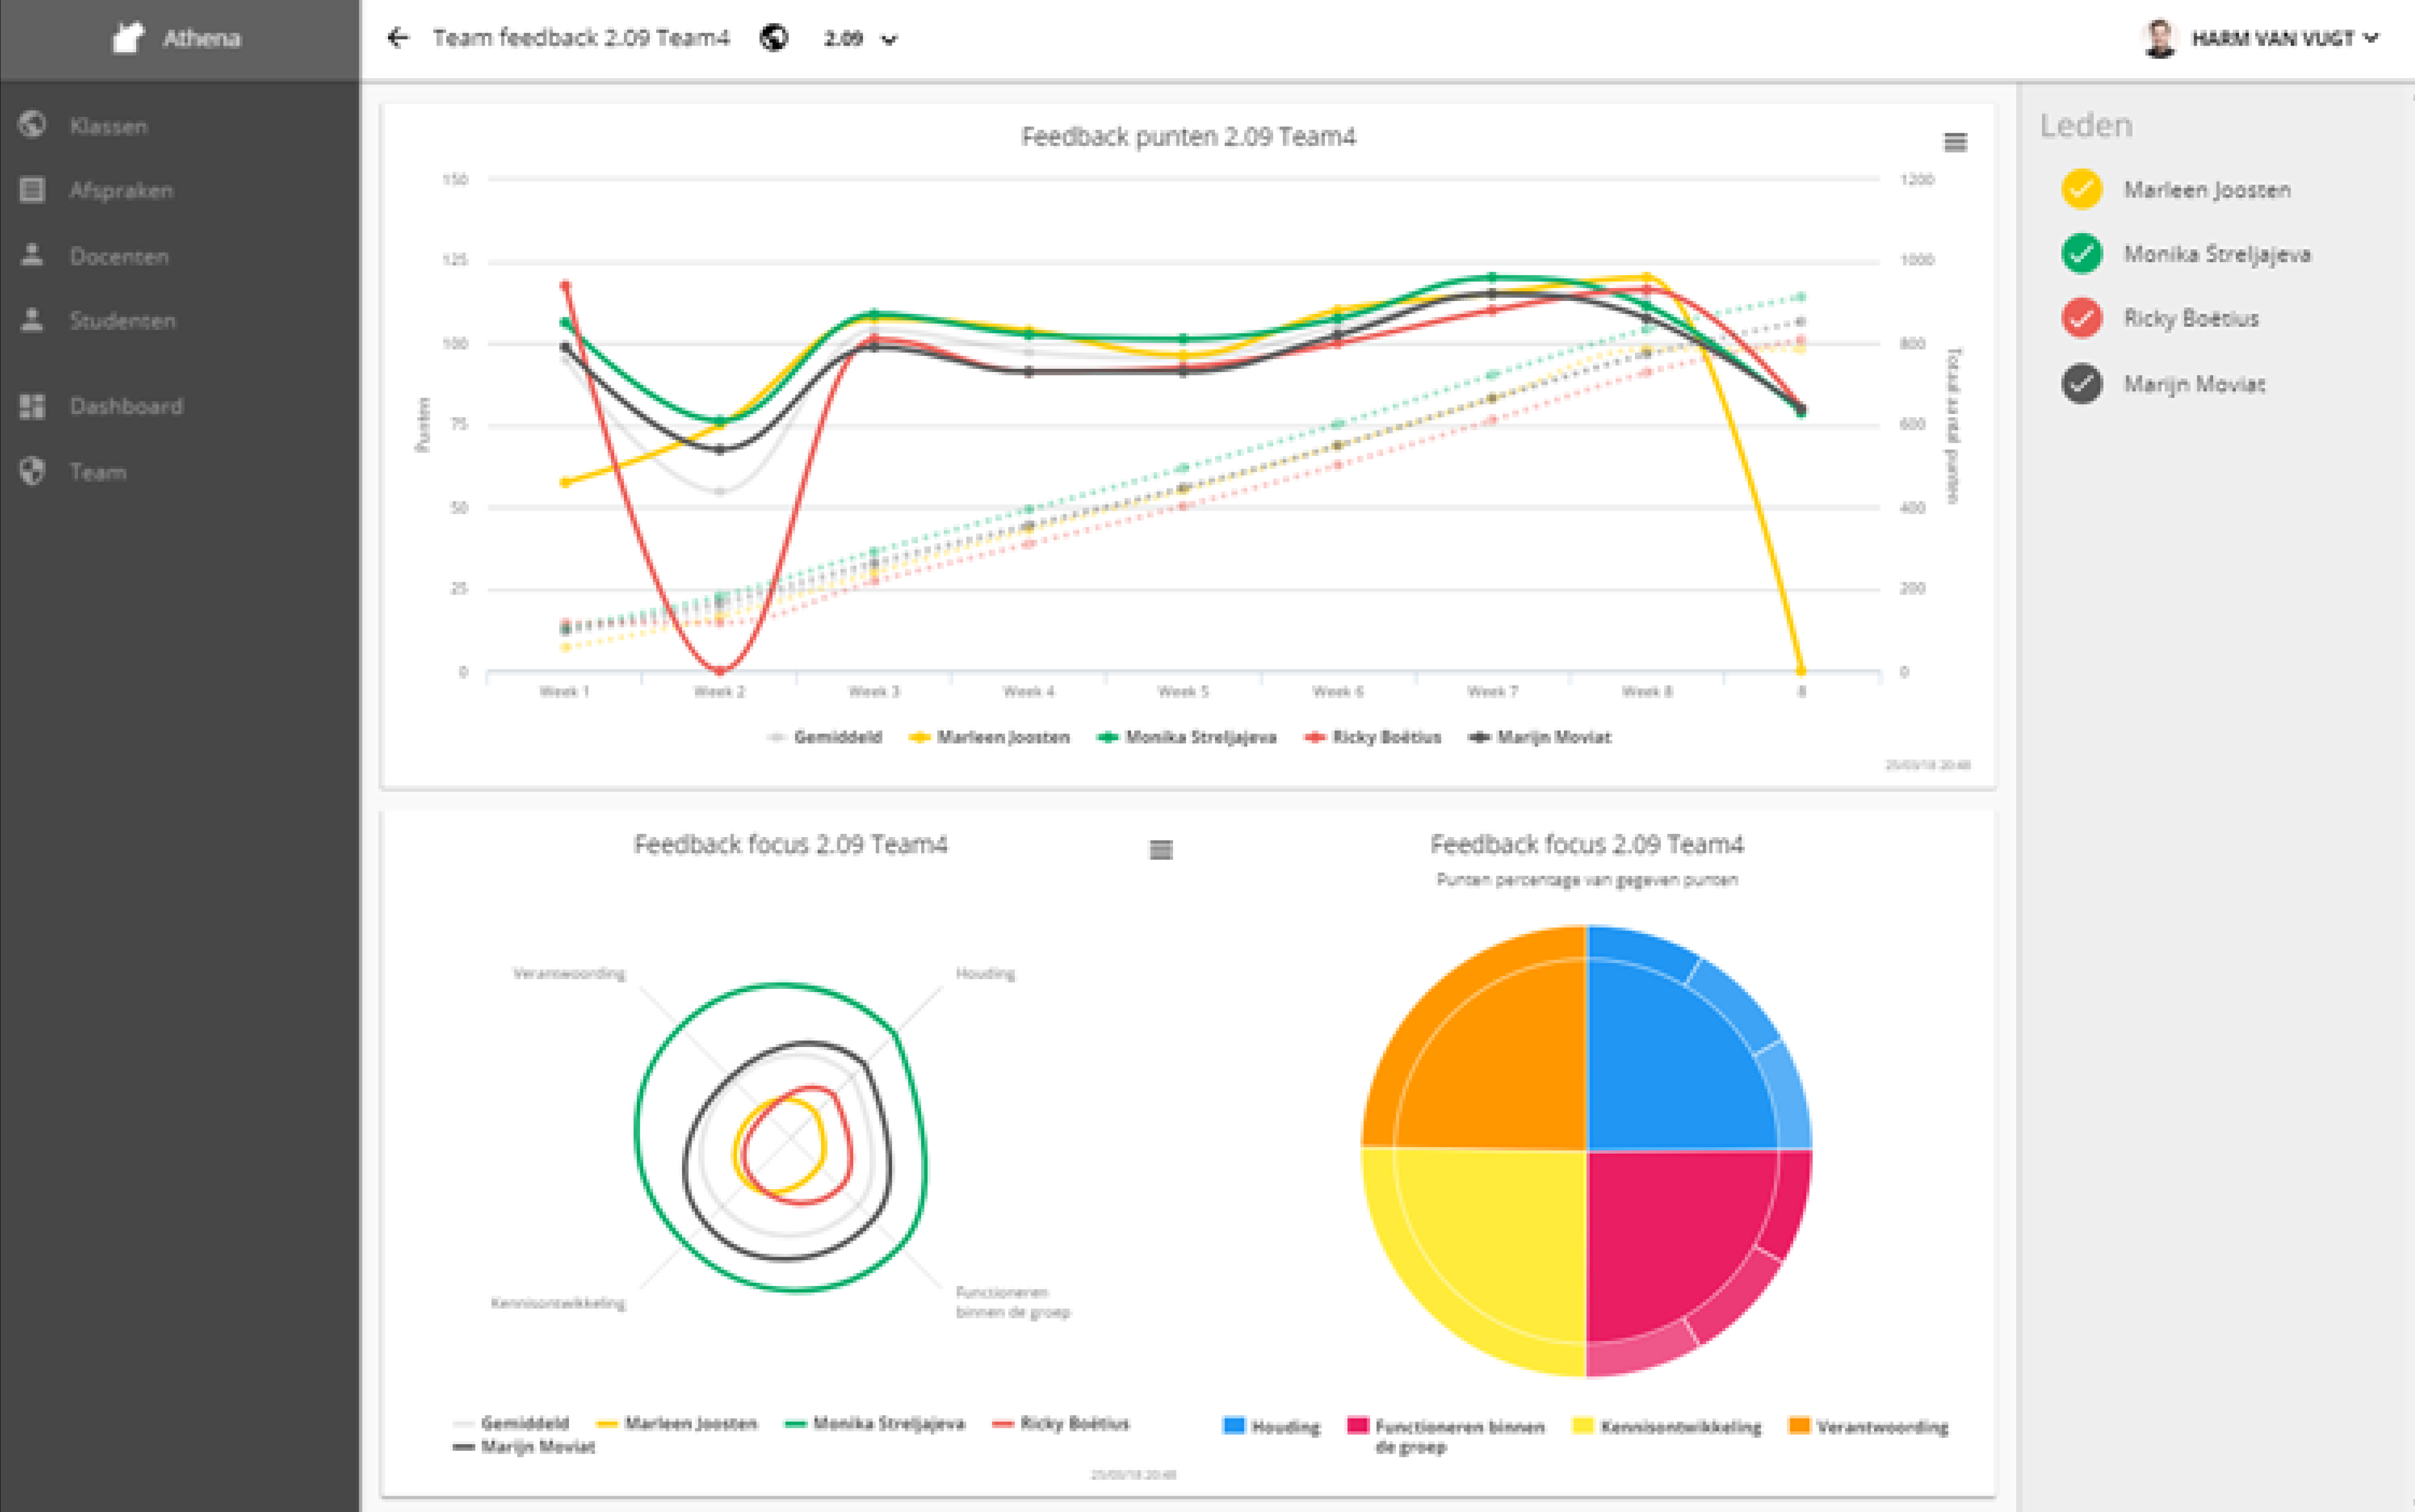 Athena
Team feedback 2.09 Team4
2.09
HARM VAN VUGT
Klassen
Afspraken
Docenten
Studenten
Dashboard
Team
Feedback punten 2.09 Team4
150
125
100
75
50
25
0
Punten
1200
1000
800
600
400
200
0
Totaal aantal punten
Week 1
Week 2
Week 3
Week 4
Week 5
Week 6
Week 7
Week 8
8
Gemiddeld
Marleen Joosten
Monika Streljajeva
Ricky Boëtius
Marijn Moviat
Leden
Marleen Joosten
Monika Streljajeva
Ricky Boëtius
Marijn Moviat
Feedback focus 2.09 Team4
Verantwoording
Houding
Kennisontwikkeling
Functioneren
binnen de groep
Gemiddeld
Marleen Joosten
Monika Streljajeva
Ricky Boëtius
Marijn Moviat
Feedback focus 2.09 Team4
Punten percentage van gegeven punten
Houding
Functioneren binnen
de groep
Kennisontwikkeling
Verantwoording